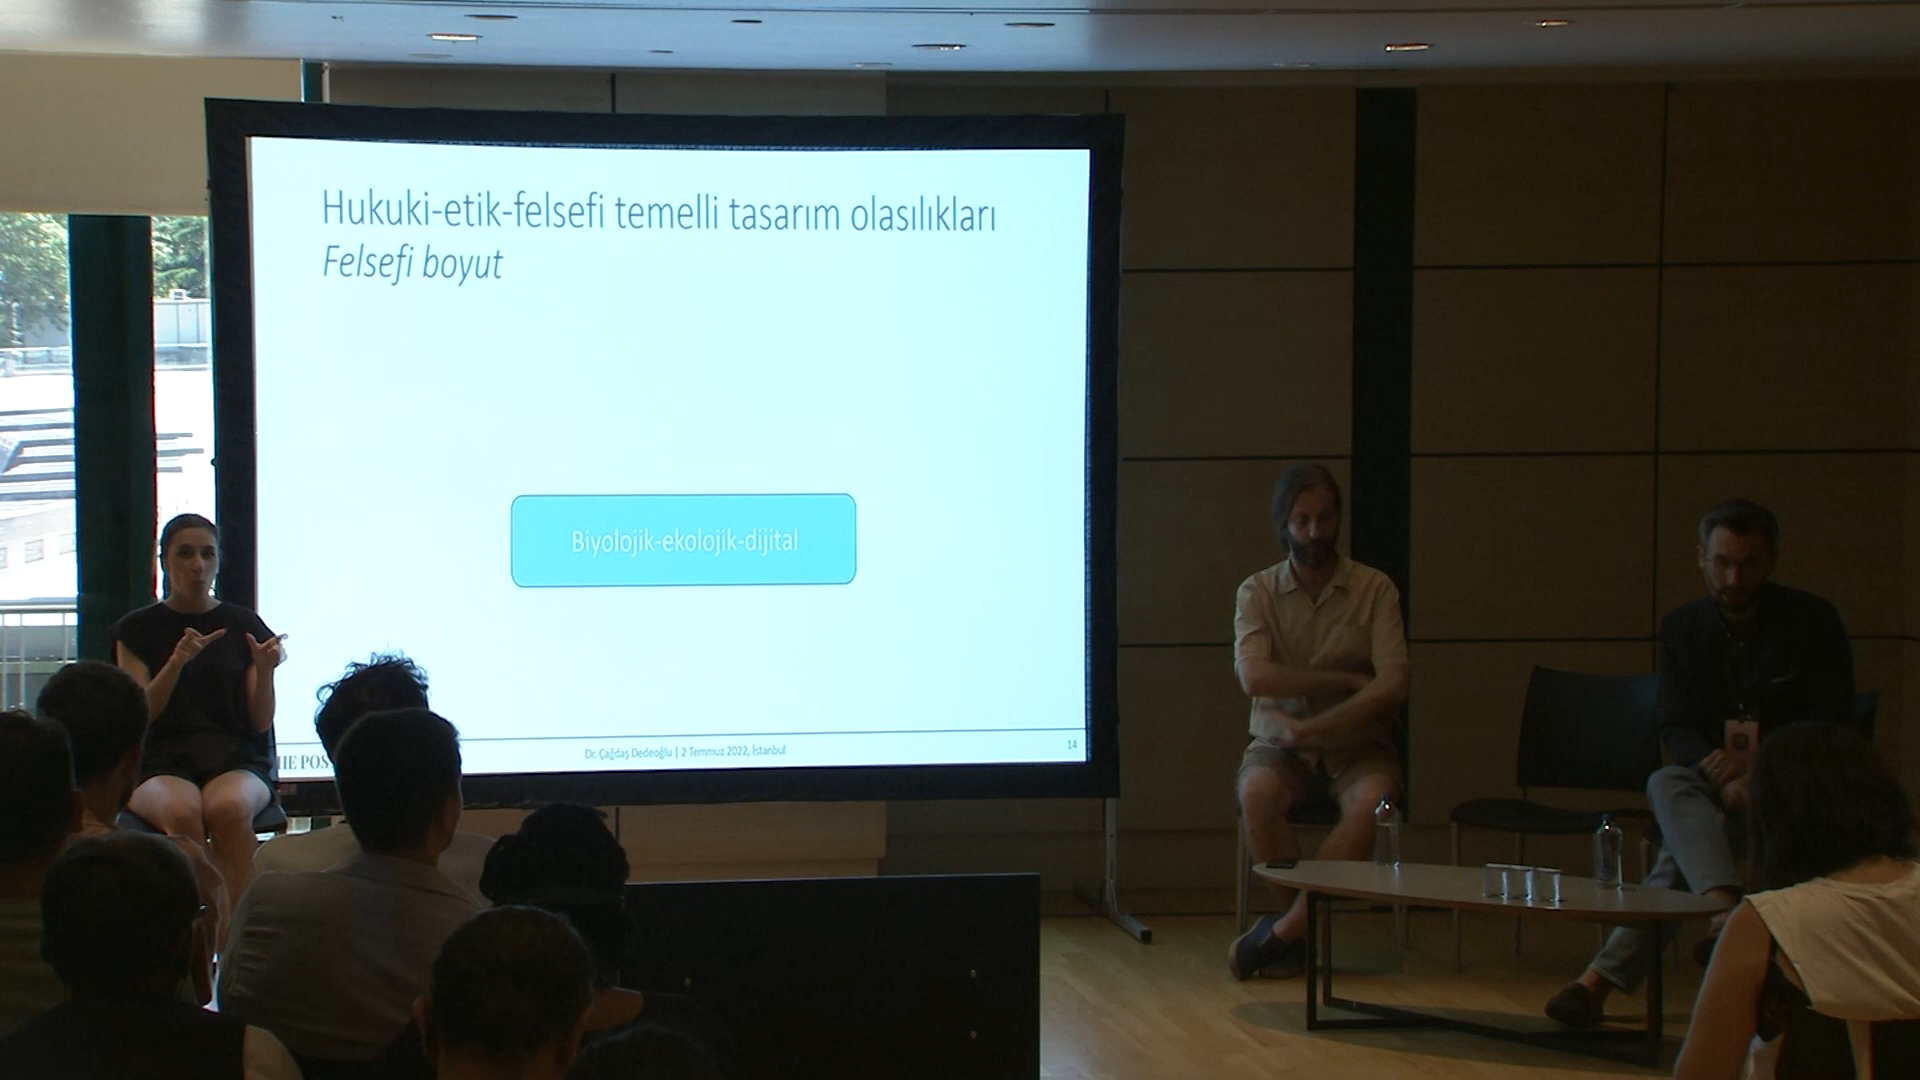 Hukuki-etik-felsefi temelli tasarım olasılıkları
Felsefi boyut
Biyolojik-ekolojik-dijital
Dr. Çağdaş Dedeoğlu | 2 Temmuz 2022, İstanbul
14